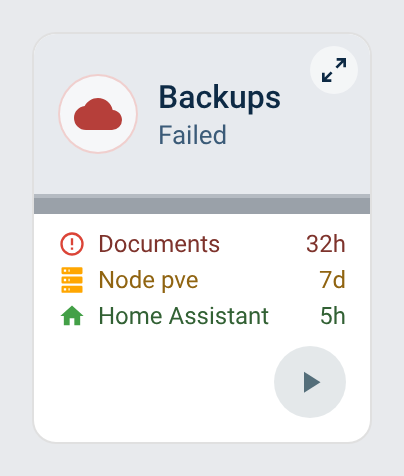 Backups
Failed
Documents 32h
Node pve 7d
Home Assistant 5h